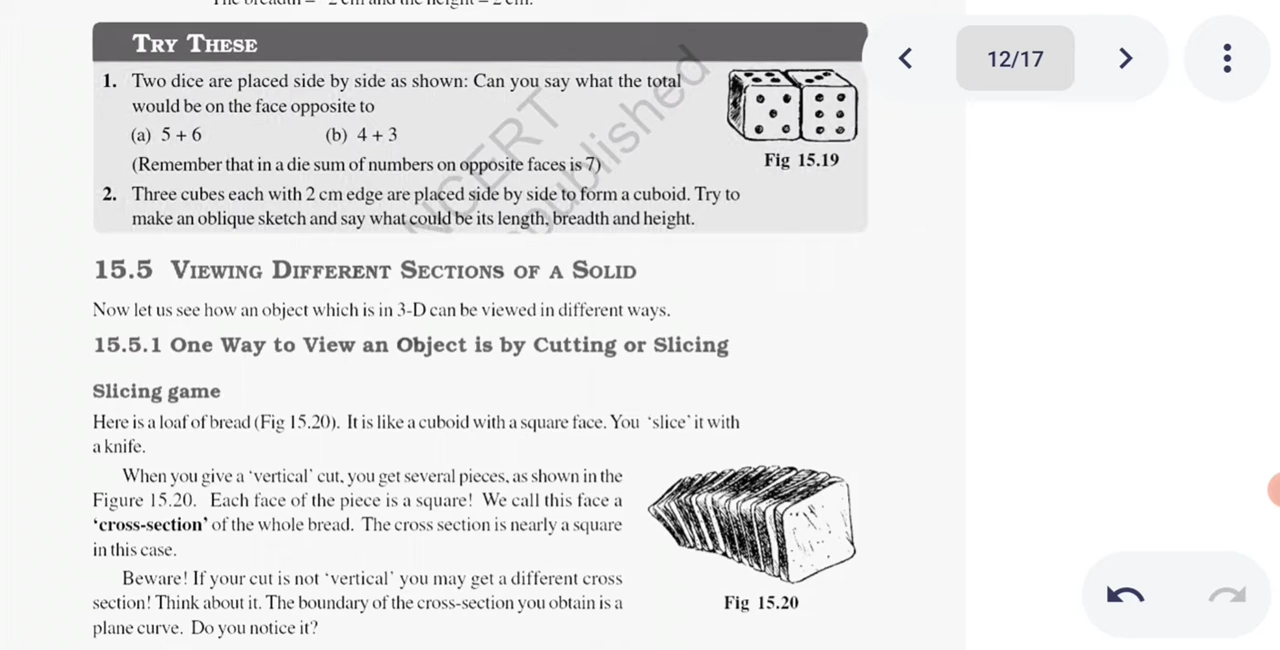 The breadth = 2 cm and the height = 2 cm.
TRY THESE
1. Two dice are placed side by side as shown: Can you say what the total
would be on the face opposite to
(a) 5 + 6 (b) 4 + 3
(Remember that in a die sum of numbers on opposite faces is 7)
Fig 15.19
2. Three cubes each with 2 cm edge are placed side by side to form a cuboid. Try to
make an oblique sketch and say what could be its length, breadth and height.
NCERT
published
12/17
15.5 VIEWING DIFFERENT SECTIONS OF A SOLID
Now let us see how an object which is in 3-D can be viewed in different ways.
15.5.1 One Way to View an Object is by Cutting or Slicing
Slicing game
Here is a loaf of bread (Fig 15.20). It is like a cuboid with a square face. You ‘slice’ it with
a knife.
When you give a ‘vertical’ cut, you get several pieces, as shown in the
Figure 15.20. Each face of the piece is a square! We call this face a
‘cross-section’ of the whole bread. The cross section is nearly a square
in this case.
Beware! If your cut is not ‘vertical’ you may get a different cross
section! Think about it. The boundary of the cross-section you obtain is a
plane curve. Do you notice it?
Fig 15.20